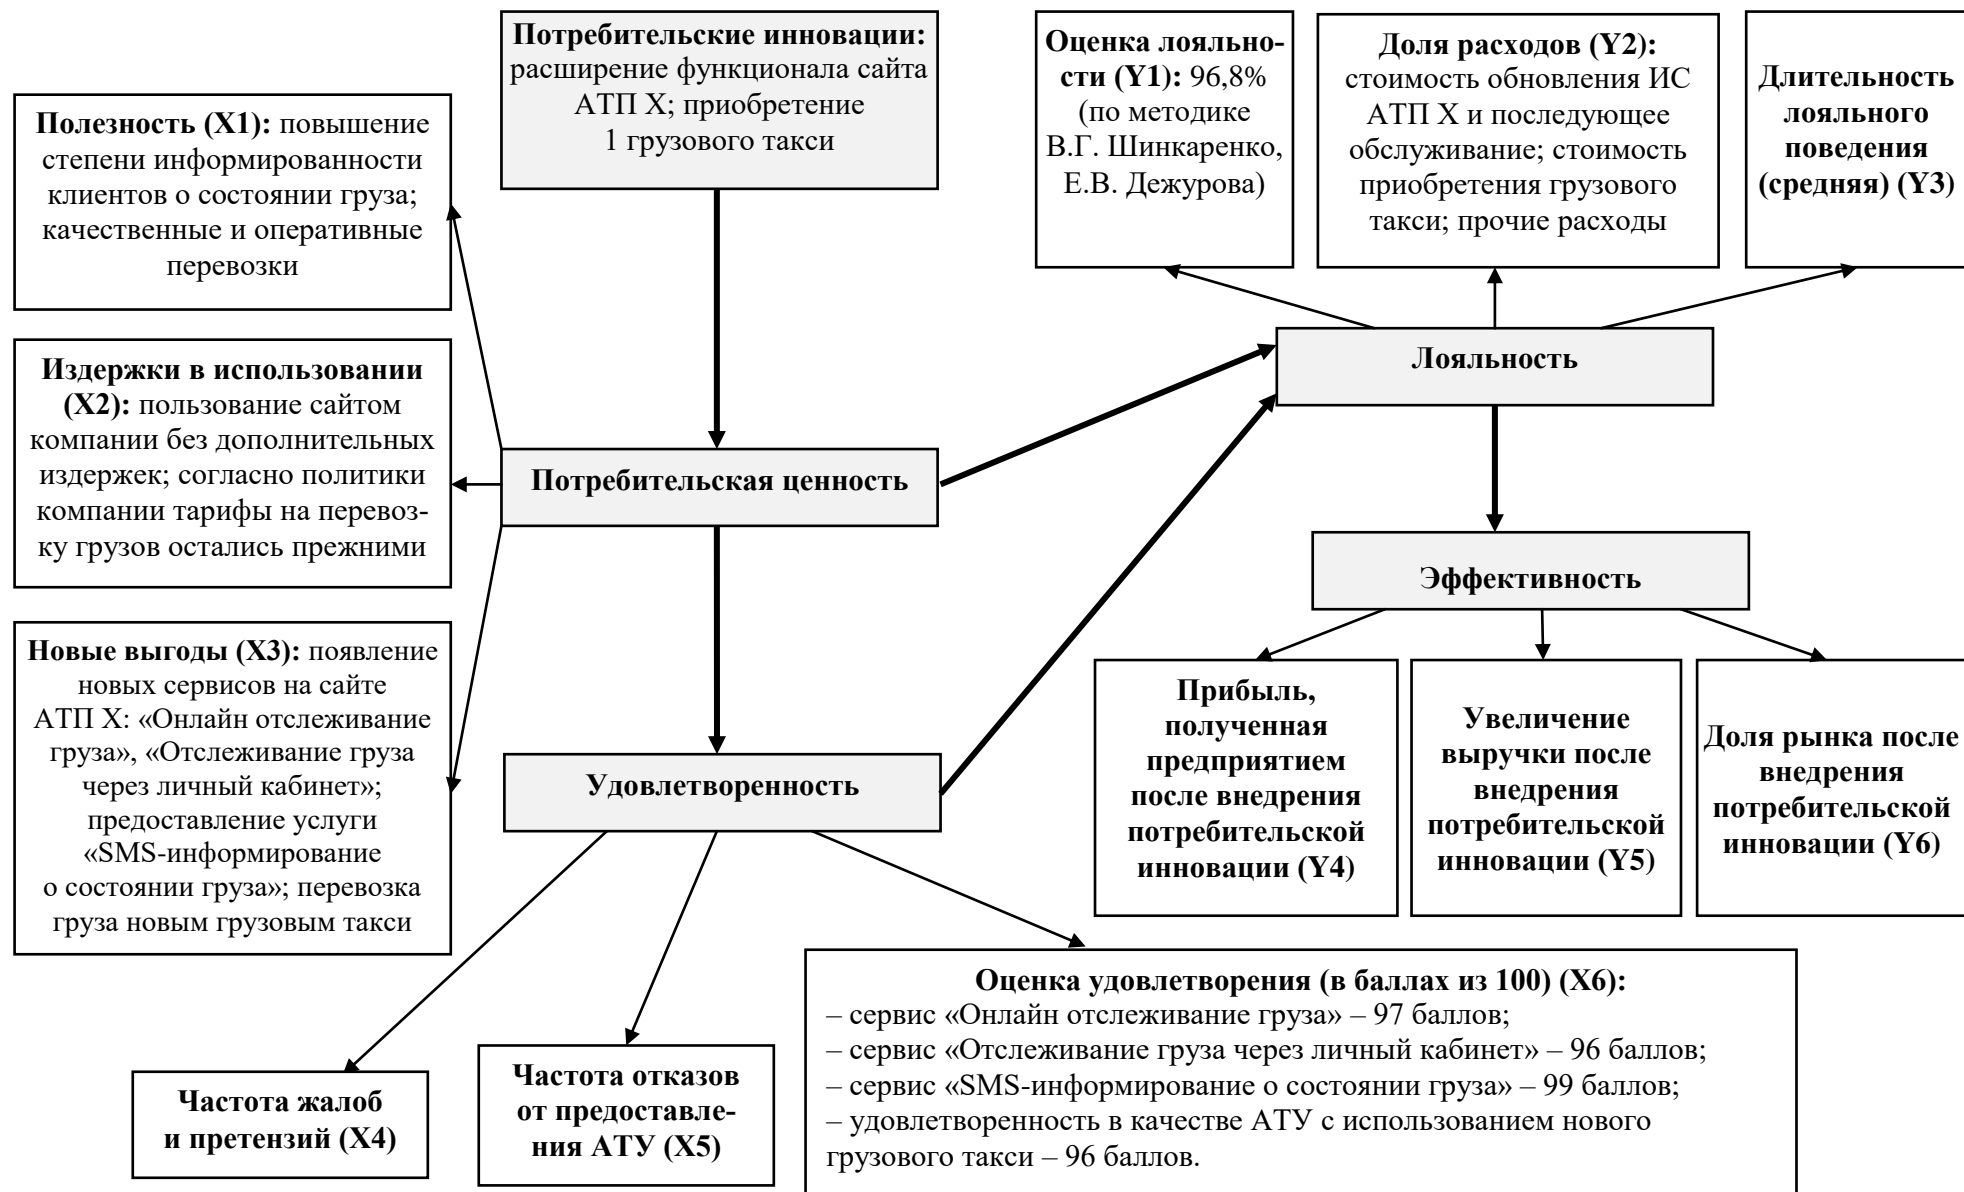 Потребительские инновации:
расширение функционала сайта
АТП X; приобретение
1 грузового такси
Оценка лояльно-
сти (Y1): 96,8%
(по методике
В.Г. Шинкаренко,
Е.В. Дежурова)
Доля расходов (Y2):
стоимость обновления ИС
АТП X и последующее
обслуживание; стоимость
приобретения грузового
такси; прочие расходы
Длительность
лояльного
поведения
(средняя) (Y3)
Полезность (X1): повышение
степени информированности
клиентов о состоянии груза;
качественные и оперативные
перевозки
Издержки в использовании
(X2): пользование сайтом
компании без дополнительных
издержек; согласно политики
компании тарифы на перевоз-
ку грузов остались прежними
Лояльность
Потребительская ценность
Эффективность
Новые выгоды (X3): появление
новых сервисов на сайте
АТП X: «Онлайн отслеживание
груза», «Отслеживание груза
через личный кабинет»;
предоставление услуги
«SMS-информирование
о состоянии груза»; перевозка
груза новым грузовым такси
Удовлетворенность
Прибыль,
полученная
предприятием
после внедрения
потребительской
инновации (Y4)
Увеличение
выручки после
внедрения
потребительской
инновации (Y5)
Доля рынка после
внедрения
потребительской
инновации (Y6)
Частота жалоб
и претензий (X4)
Частота отказов
от предоставле-
ния АТУ (X5)
Оценка удовлетворения (в баллах из 100) (X6):
– сервис «Онлайн отслеживание груза» – 97 баллов;
– сервис «Отслеживание груза через личный кабинет» – 96 баллов;
– сервис «SMS-информирование о состоянии груза» – 99 баллов;
– удовлетворенность в качестве АТУ с использованием нового
грузового такси – 96 баллов.